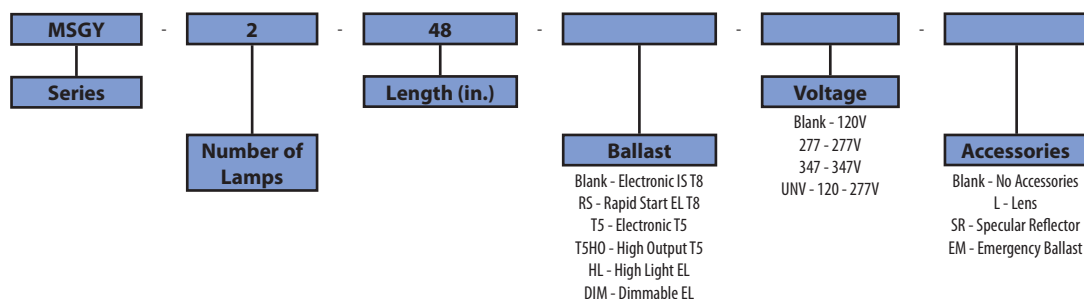 MSGY - 2 - 48 - - -
Series
Length (in.)
Voltage
Blank - 120V
277 - 277V
347 - 347V
UNV - 120 - 277V
Number of
Lamps
Ballast
Blank - Electronic IS T8
RS - Rapid Start EL T8
T5 - Electronic T5
T5HO - High Output T5
HL - High Light EL
DIM - Dimmable EL
Accessories
Blank - No Accessories
L - Lens
SR - Specular Reflector
EM - Emergency Ballast